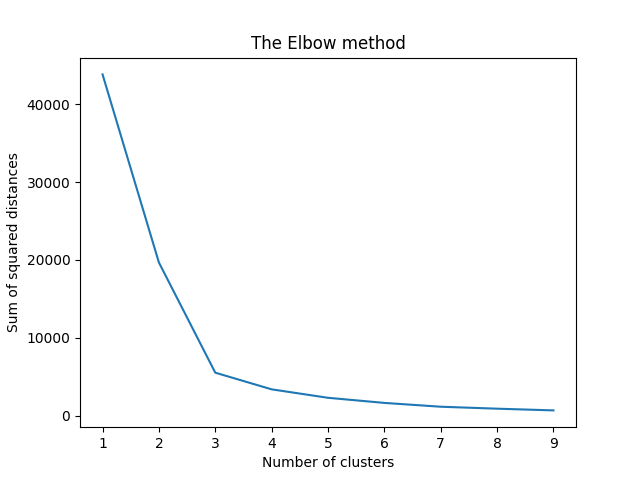 The Elbow method
Sum of squared distances
40000
30000
20000
10000
0
1 2 3 4 5 6 7 8 9
Number of clusters